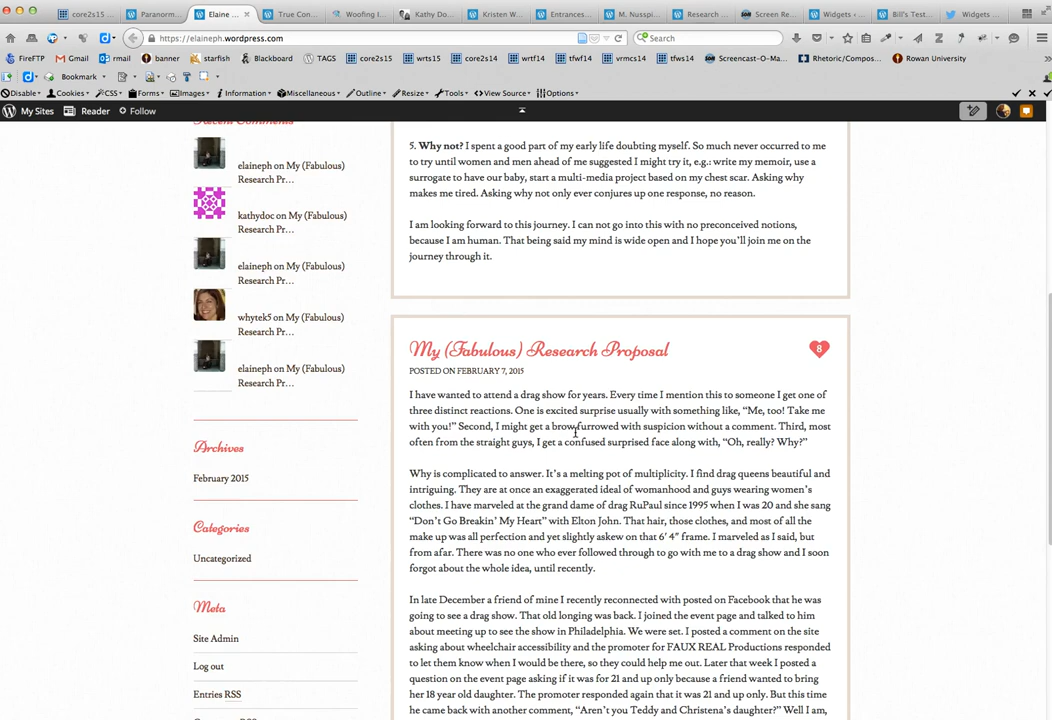 core2s15 ...
Paranorm...
Elaine ...
True Con...
Woofing I...
Kathy Do...
Kristen W...
Entrances...
M. Nusspi...
Research ...
Screen Re...
Widgets ‹ ...
Bill's Test...
Widgets ...
https://elaineph.wordpress.com
Search
FireFTP Gmail rmail banner starfish Blackboard TAGS core2s15 wrts15 core2s14 wrtf14 tfwf14 vrmcs14 tfws14 Screencast-O-Ma... Rhetoric/Compos... Rowan University
Bookmark
Disable Cookies CSS Forms Images Information Miscellaneous Outline Resize Tools View Source Options
My Sites Reader Follow
Recent Comments
elaineph on My (Fabulous)
Research Pr...
kathydoc on My (Fabulous)
Research Pr...
elaineph on My (Fabulous)
Research Pr...
whytek5 on My (Fabulous)
Research Pr...
elaineph on My (Fabulous)
Research Pr...
Archives
February 2015
Categories
Uncategorized
Meta
Site Admin
Log out
Entries RSS
5. Why not? I spent a good part of my early life doubting myself. So much never occurred to me
to try until women and men ahead of me suggested I might try it, e.g.: write my memoir, use a
surrogate to have our baby, start a multi-media project based on my chest scar. Asking why
makes me tired. Asking why not only ever conjures up one response, no reason.
I am looking forward to this journey. I can not go into this with no preconceived notions,
because I am human. That being said my mind is wide open and I hope you'll join me on the
journey through it.
My (Fabulous) Research Proposal
8
POSTED ON FEBRUARY 7, 2015
I have wanted to attend a drag show for years. Every time I mention this to someone I get one of
three distinct reactions. One is excited surprise usually with something like, "Me, too! Take me
with you!" Second, I might get a brow furrowed with suspicion without a comment. Third, most
often from the straight guys, I get a confused surprised face along with, "Oh, really? Why?"
Why is complicated to answer. It's a melting pot of multiplicity. I find drag queens beautiful and
intriguing. They are at once an exaggerated ideal of womanhood and guys wearing women's
clothes. I have marveled at the grand dame of drag RuPaul since 1995 when I was 20 and she sang
"Don't Go Breakin' My Heart" with Elton John. That hair, those clothes, and most of all the
make up was all perfection and yet slightly askew on that 6′ 4″ frame. I marveled as I said, but
from afar. There was no one who ever followed through to go with me to a drag show and I soon
forgot about the whole idea, until recently.
In late December a friend of mine I recently reconnected with posted on Facebook that he was
going to see a drag show. That old longing was back. I joined the event page and talked to him
about meeting up to see the show in Philadelphia. We were set. I posted a comment on the site
asking about wheelchair accessibility and the promoter for FAUX REAL Productions responded
to let them know when I would be there, so they could help me out. Later that week I posted a
question on the event page asking if it was for 21 and up only because a friend wanted to bring
her 18 year old daughter. The promoter responded again that it was 21 and up only. But this time
he came back with another comment, "Aren't you Teddy and Christena's daughter?" Well I am,